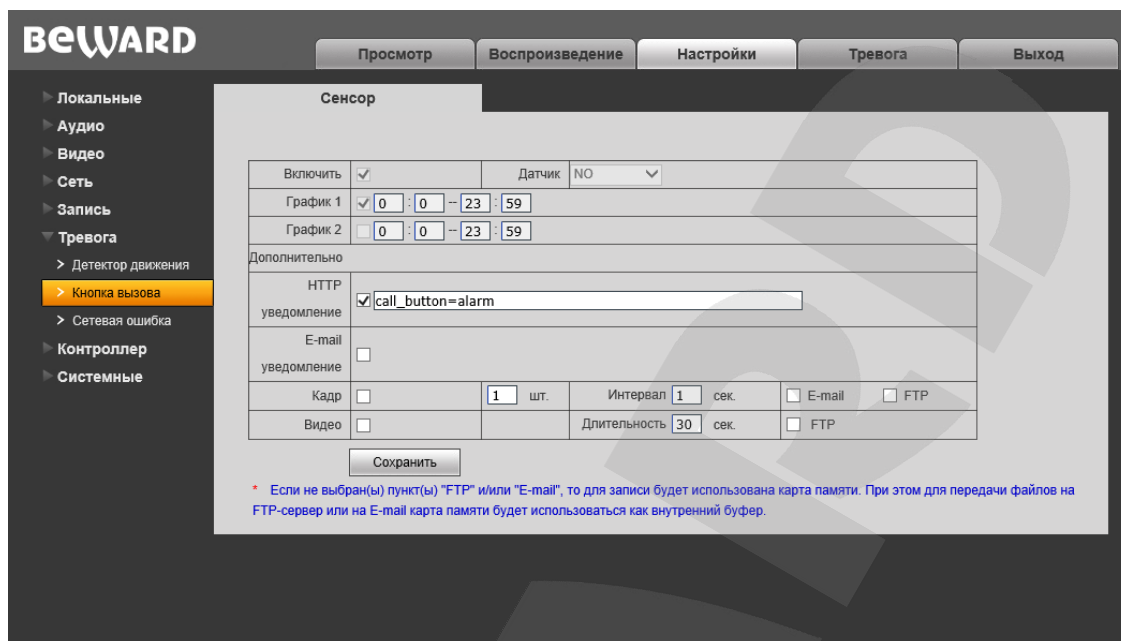 BEWARD
Просмотр Воспроизведение Настройки Тревога Выход
Локальные
Аудио
Видео
Сеть
Запись
Тревога
> Детектор движения
> Кнопка вызова
> Сетевая ошибка
Контроллер
Системные
Сенсор
Включить Датчик NO
График 1 0 : 0 -- 23 : 59
График 2 0 : 0 -- 23 : 59
Дополнительно
HTTP
уведомление call_button=alarm
E-mail
уведомление
Кадр 1 шт. Интервал 1 сек. E-mail FTP
Видео Длительность 30 сек. FTP
Сохранить
* Если не выбран(ы) пункт(ы) "FTP" и/или "E-mail", то для записи будет использована карта памяти. При этом для передачи файлов на
FTP-сервер или на E-mail карта памяти будет использоваться как внутренний буфер.